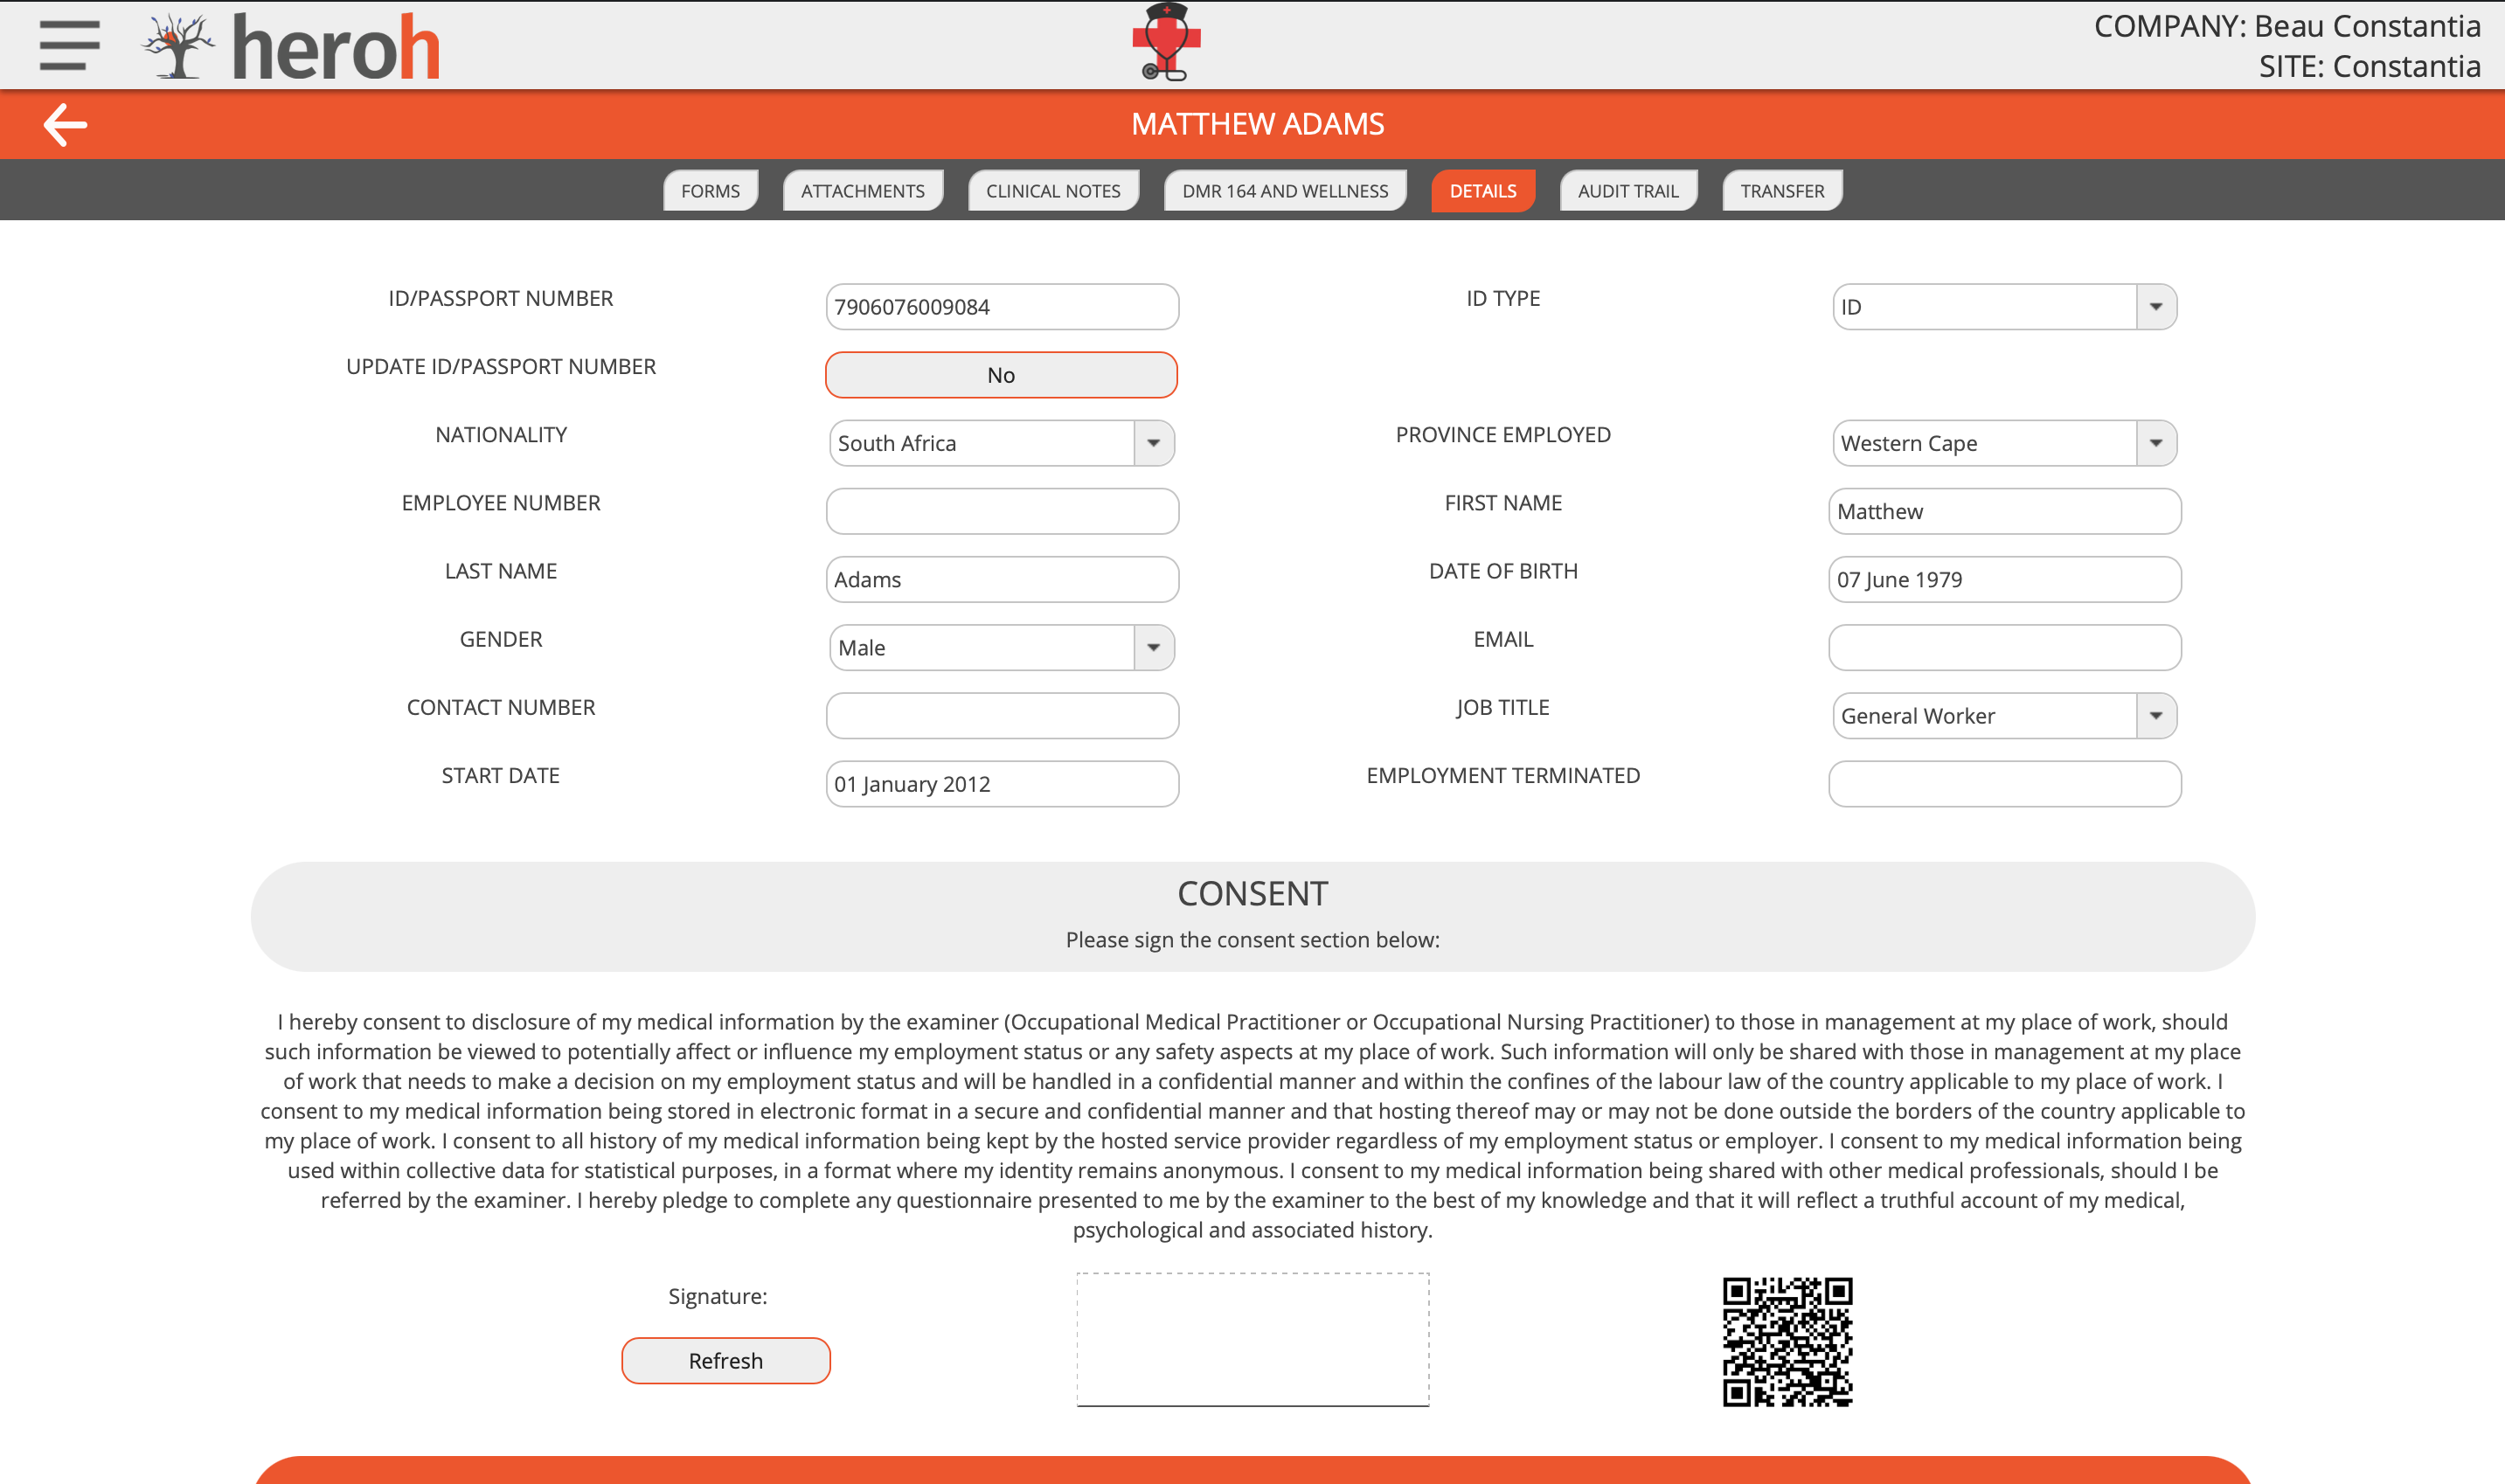 heroh
COMPANY: Beau Constantia
SITE: Constantia
MATTHEW ADAMS
FORMS ATTACHMENTS CLINICAL NOTES DMR 164 AND WELLNESS DETAILS AUDIT TRAIL TRANSFER
ID/PASSPORT NUMBER 7906076009084 ID TYPE ID
UPDATE ID/PASSPORT NUMBER No
NATIONALITY South Africa PROVINCE EMPLOYED Western Cape
EMPLOYEE NUMBER FIRST NAME Matthew
LAST NAME Adams DATE OF BIRTH 07 June 1979
GENDER Male EMAIL
CONTACT NUMBER JOB TITLE General Worker
START DATE 01 January 2012 EMPLOYMENT TERMINATED
CONSENT
Please sign the consent section below:
I hereby consent to disclosure of my medical information by the examiner (Occupational Medical Practitioner or Occupational Nursing Practitioner) to those in management at my place of work, should
such information be viewed to potentially affect or influence my employment status or any safety aspects at my place of work. Such information will only be shared with those in management at my place
of work that needs to make a decision on my employment status and will be handled in a confidential manner and within the confines of the labour law of the country applicable to my place of work. I
consent to my medical information being stored in electronic format in a secure and confidential manner and that hosting thereof may or may not be done outside the borders of the country applicable to
my place of work. I consent to all history of my medical information being kept by the hosted service provider regardless of my employment status or employer. I consent to my medical information being
used within collective data for statistical purposes, in a format where my identity remains anonymous. I consent to my medical information being shared with other medical professionals, should I be
referred by the examiner. I hereby pledge to complete any questionnaire presented to me by the examiner to the best of my knowledge and that it will reflect a truthful account of my medical,
psychological and associated history.
Signature:
Refresh